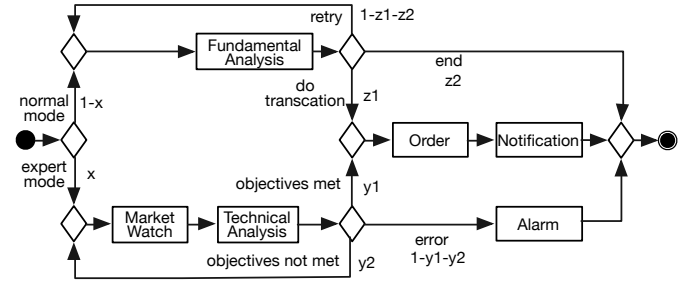 retry
1-z1-z2
Fundamental
Analysis
end
z2
do
transcation
z1
normal
mode
1-x
Order
Notification
expert
mode
x
objectives met
y1
Market
Watch
Technical
Analysis
Alarm
error
1-y1-y2
objectives not met
y2